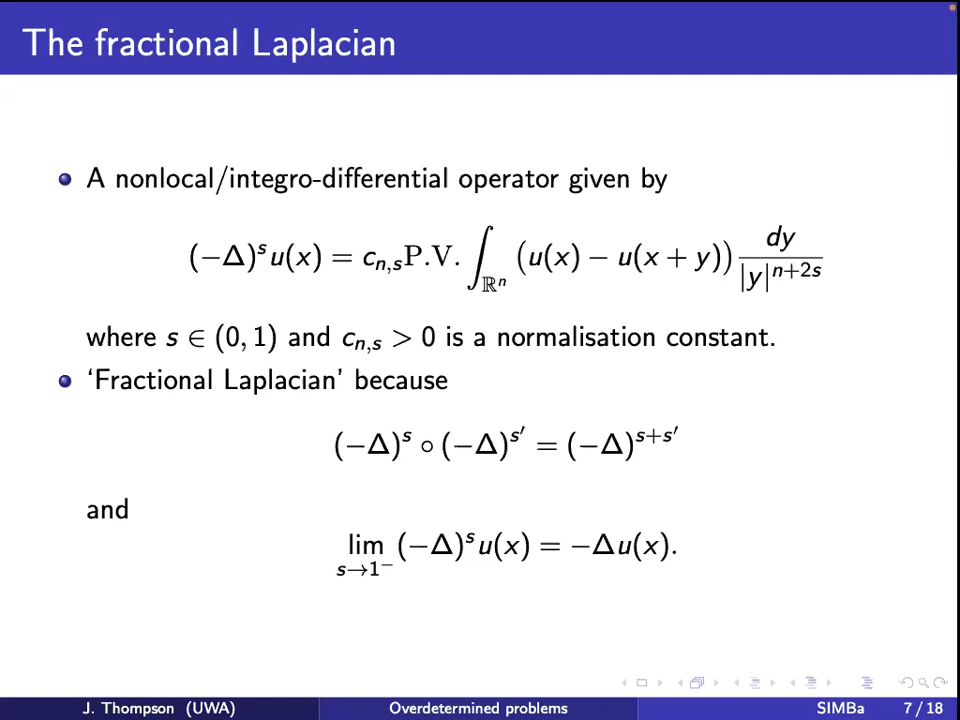 The fractional Laplacian
A nonlocal/integro-differential operator given by
(−Δ)^s u(x) = c_{n,s} P.V. ∫_{ℝ^n} (u(x) − u(x + y)) dy / |y|^{n+2s}
where s ∈ (0, 1) and c_{n,s} > 0 is a normalisation constant.
‘Fractional Laplacian’ because
(−Δ)^s ∘ (−Δ)^{s′} = (−Δ)^{s+s′}
and
lim_{s→1^−} (−Δ)^s u(x) = −Δu(x).
J. Thompson (UWA) Overdetermined problems SIMBa 7 / 18